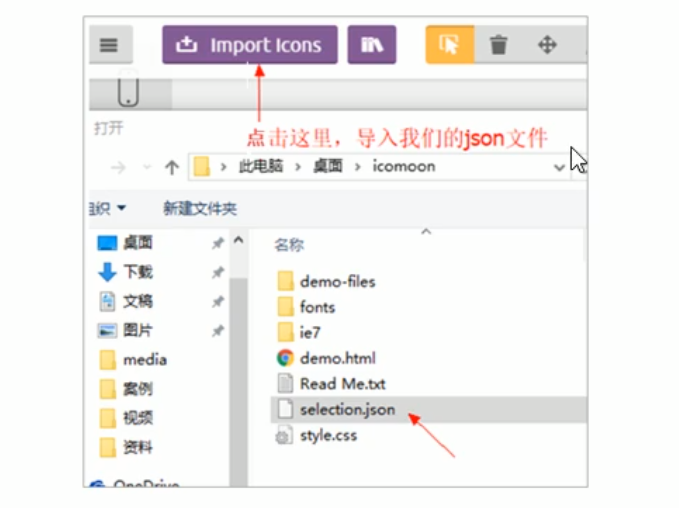 Import Icons
打开
点击这里，导入我们的json文件
此电脑 › 桌面 › icomoon
组织
新建文件夹
桌面
名称
下载
demo-files
文稿
fonts
图片
ie7
media
demo.html
案例
Read Me.txt
视频
selection.json
资料
style.css
OneDrive